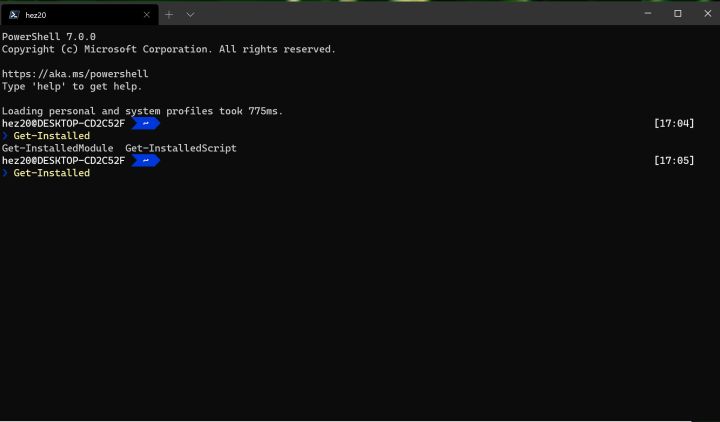 hez20
PowerShell 7.0.0
Copyright (c) Microsoft Corporation. All rights reserved.
https://aka.ms/powershell
Type 'help' to get help.
Loading personal and system profiles took 775ms.
hez20@DESKTOP-CD2C52F ~ [17:04]
❯ Get-Installed
Get-InstalledModule  Get-InstalledScript
hez20@DESKTOP-CD2C52F ~ [17:05]
❯ Get-Installed